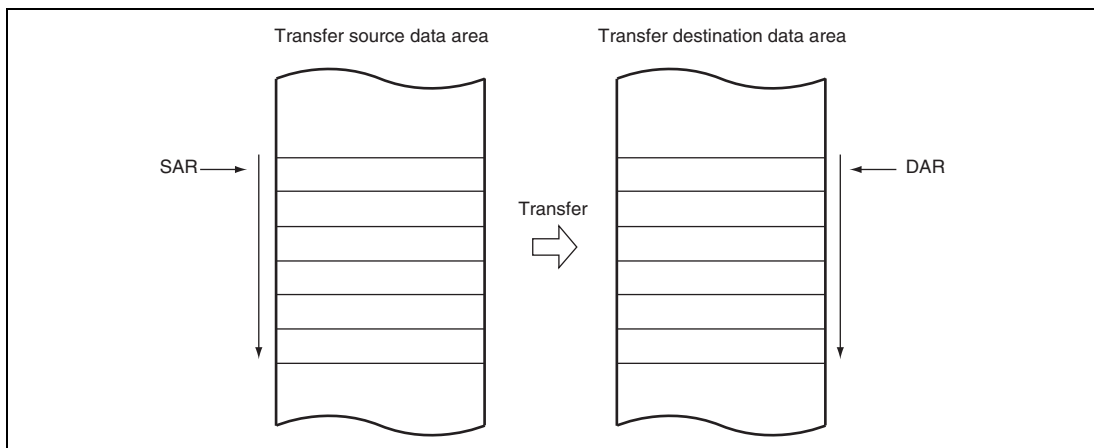 Transfer source data area
Transfer destination data area
SAR
DAR
Transfer